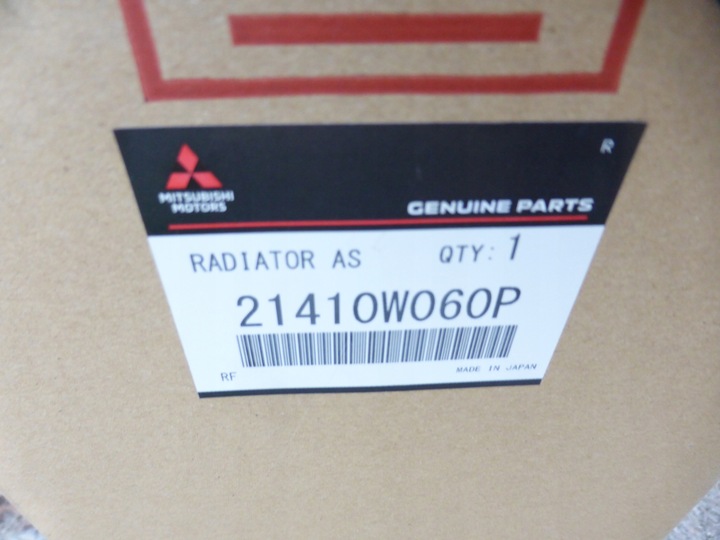 MITSUBISHI
MOTORS
GENUINE PARTS
RADIATOR AS QTY: 1
21410W060P
RF MADE IN JAPAN